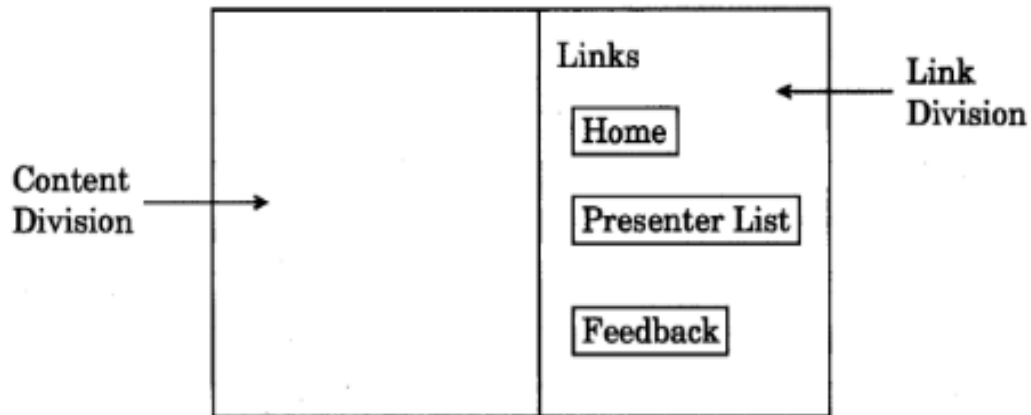 Content
Division
Links
Home
Presenter List
Feedback
Link
Division